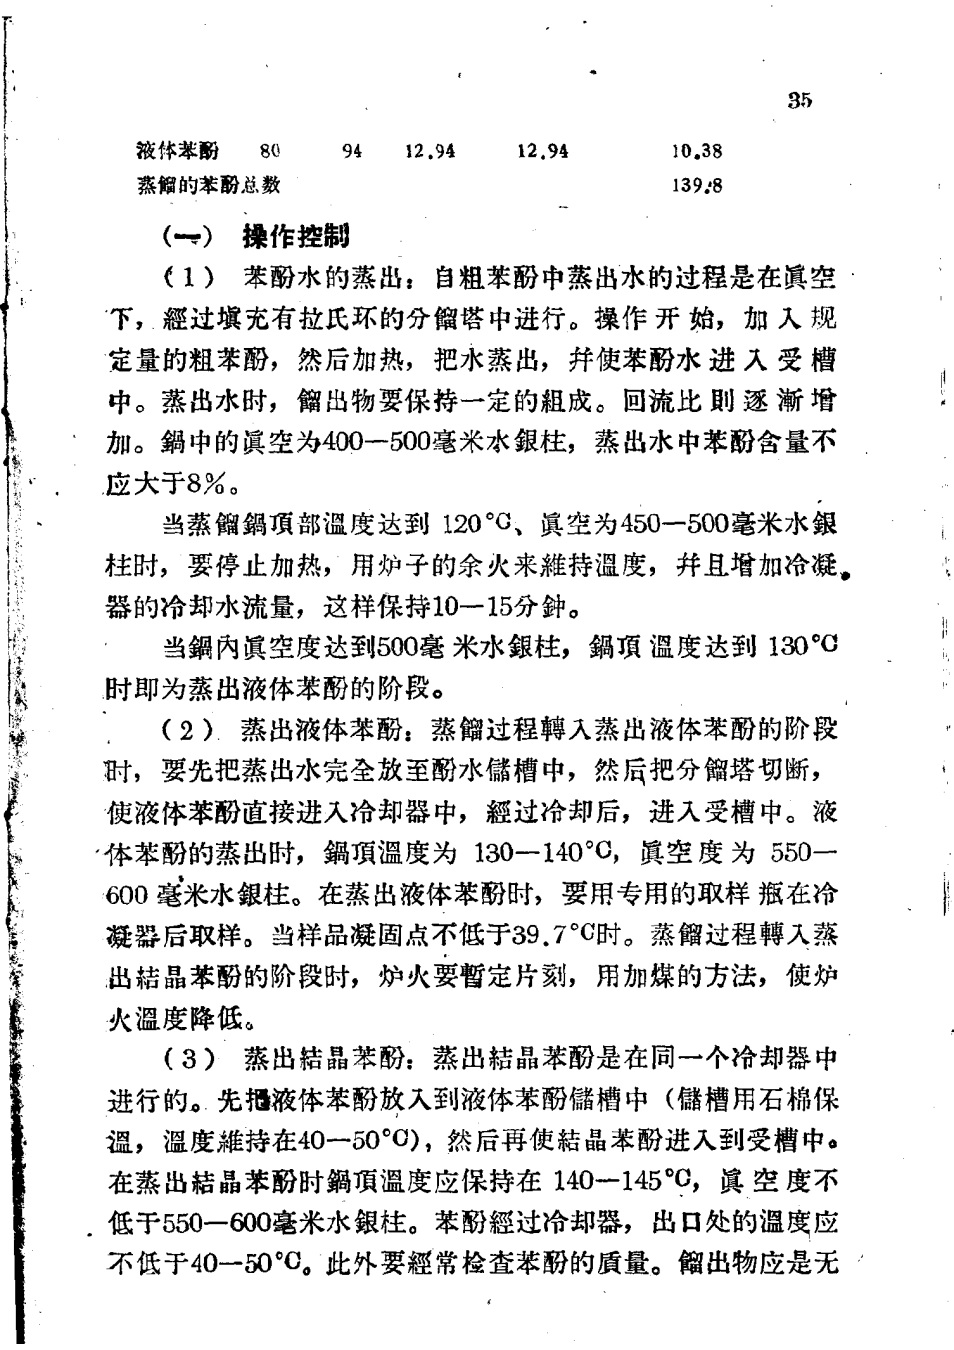 35
液体苯酚 80 94 12.94 12.94 10.38
蒸餾的苯酚总数 139.8
（一） 操作控制
（1） 苯酚水的蒸出：自粗苯酚中蒸出水的过程是在眞空
下，經过填充有拉氏环的分餾塔中进行。操作开始，加入规
定量的粗苯酚，然后加热，把水蒸出，幷使苯酚水进入受槽
中。蒸出水时，餾出物要保持一定的組成。回流比則逐漸增
加。鍋中的眞空为400—500毫米水銀柱，蒸出水中苯酚含量不
应大于8%。
当蒸餾鍋頂部溫度达到 120°C、眞空为450—500毫米水銀
柱时，要停止加热，用炉子的余火来維持溫度，幷且增加冷凝
器的冷却水流量，这样保持10—15分鈡。
当鍋內眞空度达到500毫米水銀柱，鍋頂溫度达到 130°C
时即为蒸出液体苯酚的阶段。
（2） 蒸出液体苯酚：蒸餾过程轉入蒸出液体苯酚的阶段
时，要先把蒸出水完全放至酚水儲槽中，然后把分餾塔切断，
使液体苯酚直接进入冷却器中，經过冷却后，进入受槽中。液
体苯酚的蒸出时，鍋頂溫度为 130—140°C，眞空度为 550—
600 毫米水銀柱。在蒸出液体苯酚时，要用专用的取样瓶在冷
凝器后取样。当样品凝固点不低于39.7°C时。蒸餾过程轉入蒸
出結晶苯酚的阶段时，炉火要暫定片刻，用加煤的方法，使炉
火溫度降低。
（3） 蒸出結晶苯酚：蒸出結晶苯酚是在同一个冷却器中
进行的。先把液体苯酚放入到液体苯酚儲槽中（儲槽用石棉保
溫，溫度維持在40—50°C），然后再使結晶苯酚进入到受槽中。
在蒸出結晶苯酚时鍋頂溫度应保持在 140—145°C，眞空度不
低于550—600毫米水銀柱。苯酚經过冷却器，出口处的溫度应
不低于40—50°C。此外要經常检查苯酚的质量。餾出物应是无